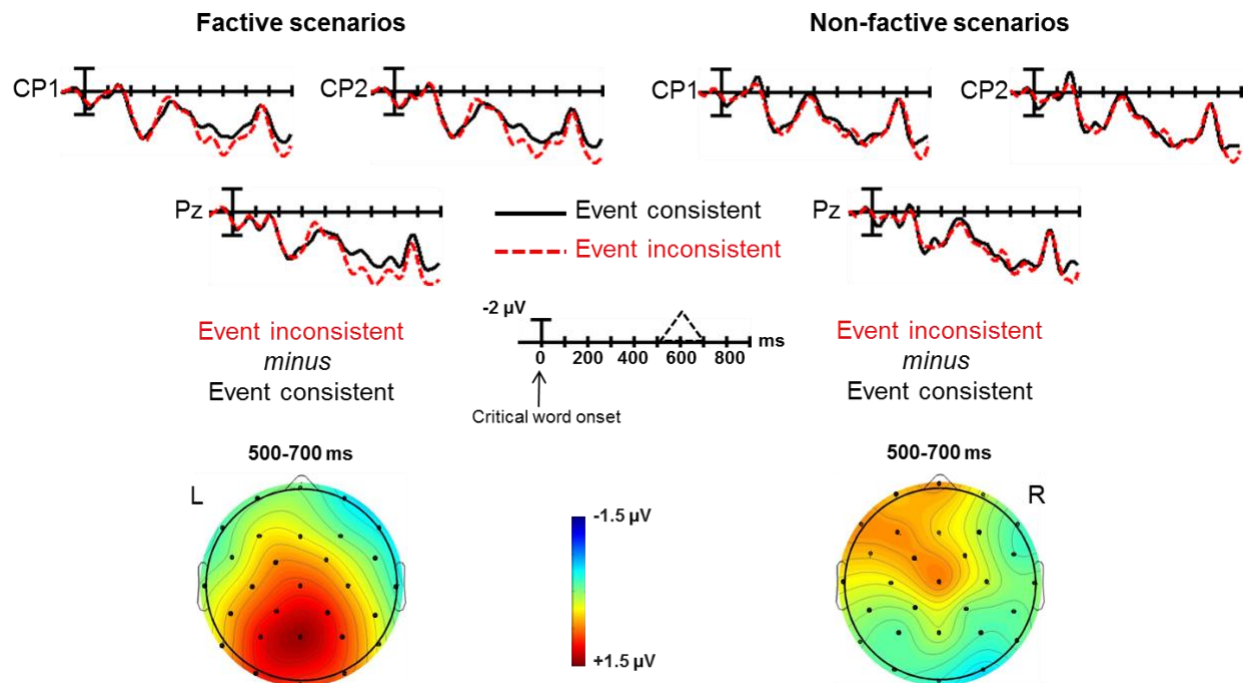 Factive scenarios
Non-factive scenarios
CP1
CP2
CP1
CP2
Pz
Event consistent
Event inconsistent
Pz
Event inconsistent
minus
Event consistent
-2 µV
0 200 400 600 800 ms
Critical word onset
Event inconsistent
minus
Event consistent
500-700 ms
L
-1.5 µV
+1.5 µV
500-700 ms
R